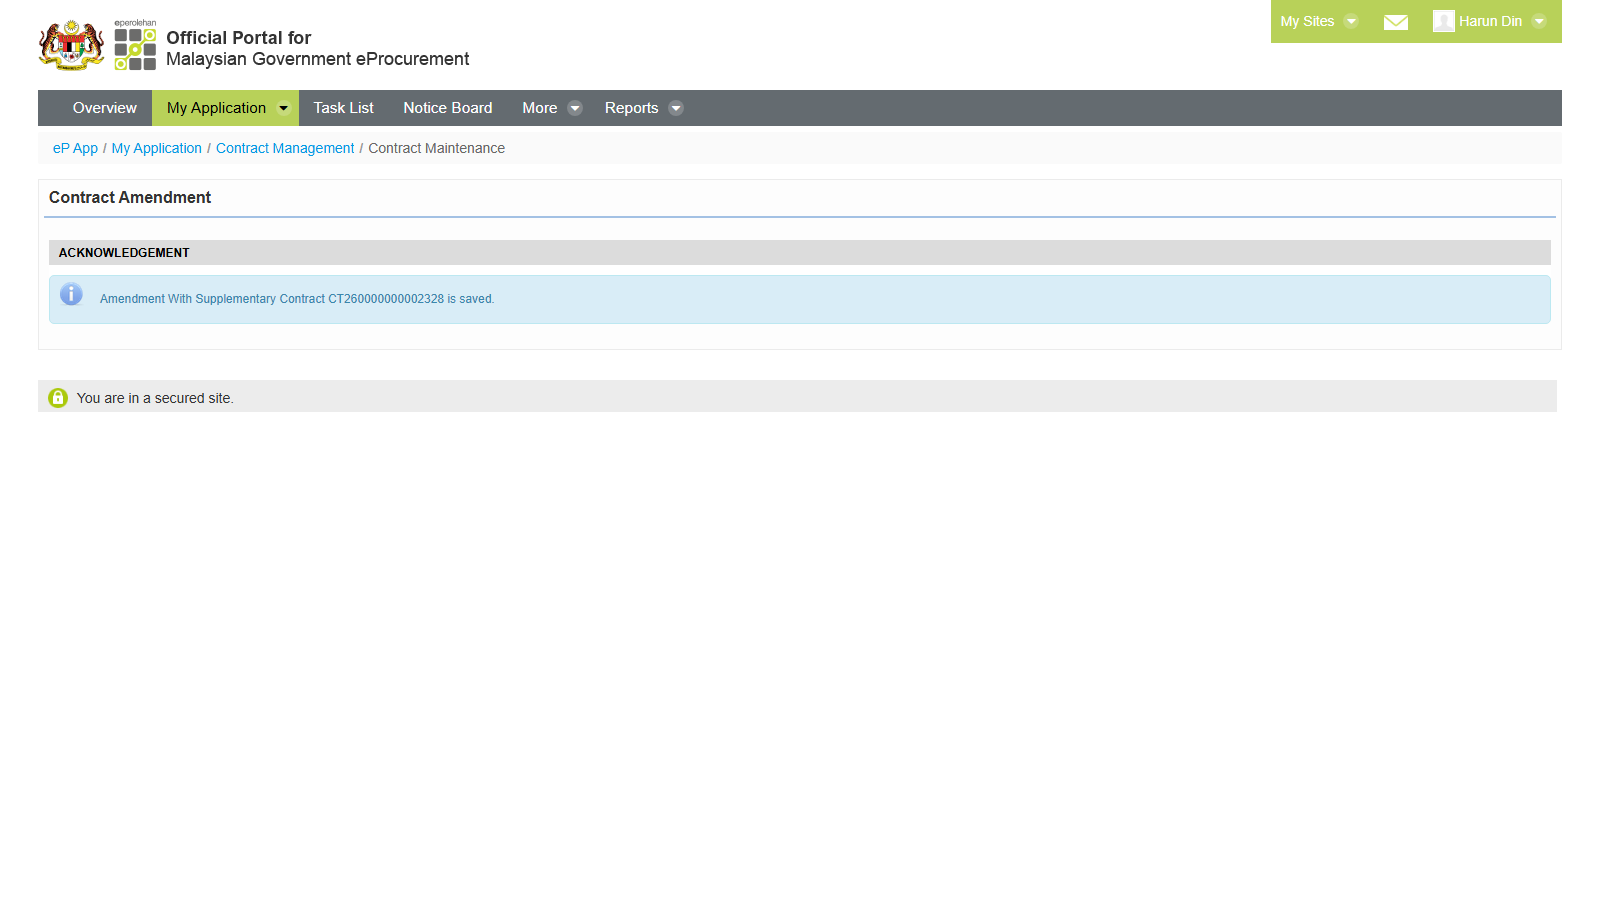 My Sites
Harun Din
eperolehan
Official Portal for
Malaysian Government eProcurement
Overview
My Application
Task List
Notice Board
More
Reports
eP App / My Application / Contract Management / Contract Maintenance
Contract Amendment
ACKNOWLEDGEMENT
Amendment With Supplementary Contract CT260000000002328 is saved.
You are in a secured site.